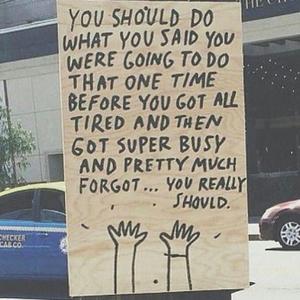 THE C
YOU SHOULD DO
WHAT YOU SAID YOU
WERE GOING TO DO
THAT ONE TIME
BEFORE YOU GOT ALL
TIRED AND THEN
GOT SUPER BUSY
AND PRETTY MUCH
FORGOT... YOU REALLY
SHOULD.
CHECKER
CAB CO.